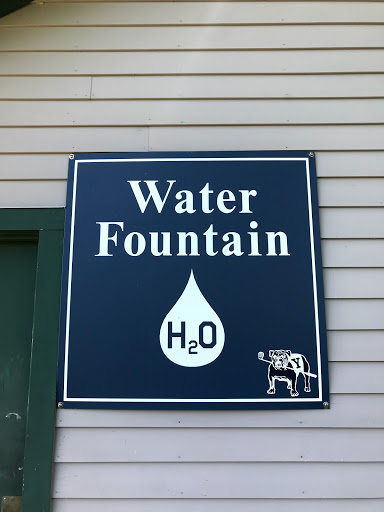 Water
Fountain
H2O
Y